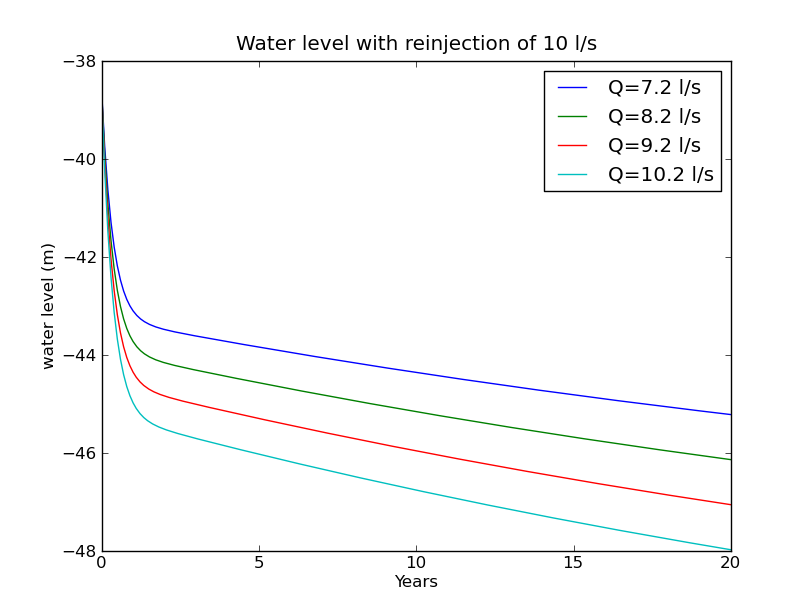 Water level with reinjection of 10 l/s
Q=7.2 l/s
Q=8.2 l/s
Q=9.2 l/s
Q=10.2 l/s
water level (m)
−38
−40
−42
−44
−46
−48
0 5 10 15 20
Years